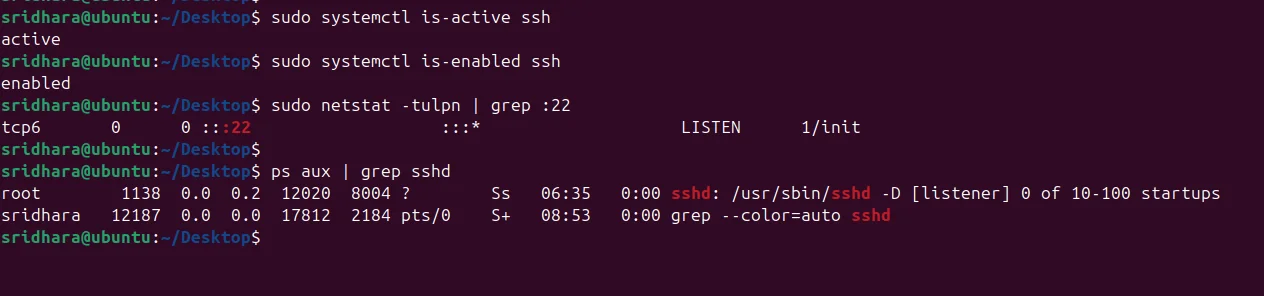 sridhara@ubuntu:~/Desktop$ sudo systemctl is-active ssh
active
sridhara@ubuntu:~/Desktop$ sudo systemctl is-enabled ssh
enabled
sridhara@ubuntu:~/Desktop$ sudo netstat -tulpn | grep :22
tcp6       0      0 :::22                   :::*                    LISTEN      1/init
sridhara@ubuntu:~/Desktop$
sridhara@ubuntu:~/Desktop$ ps aux | grep sshd
root        1138  0.0  0.2  12020  8004 ?        Ss   06:35   0:00 sshd: /usr/sbin/sshd -D [listener] 0 of 10-100 startups
sridhara   12187  0.0  0.0  17812  2184 pts/0    S+   08:53   0:00 grep --color=auto sshd
sridhara@ubuntu:~/Desktop$